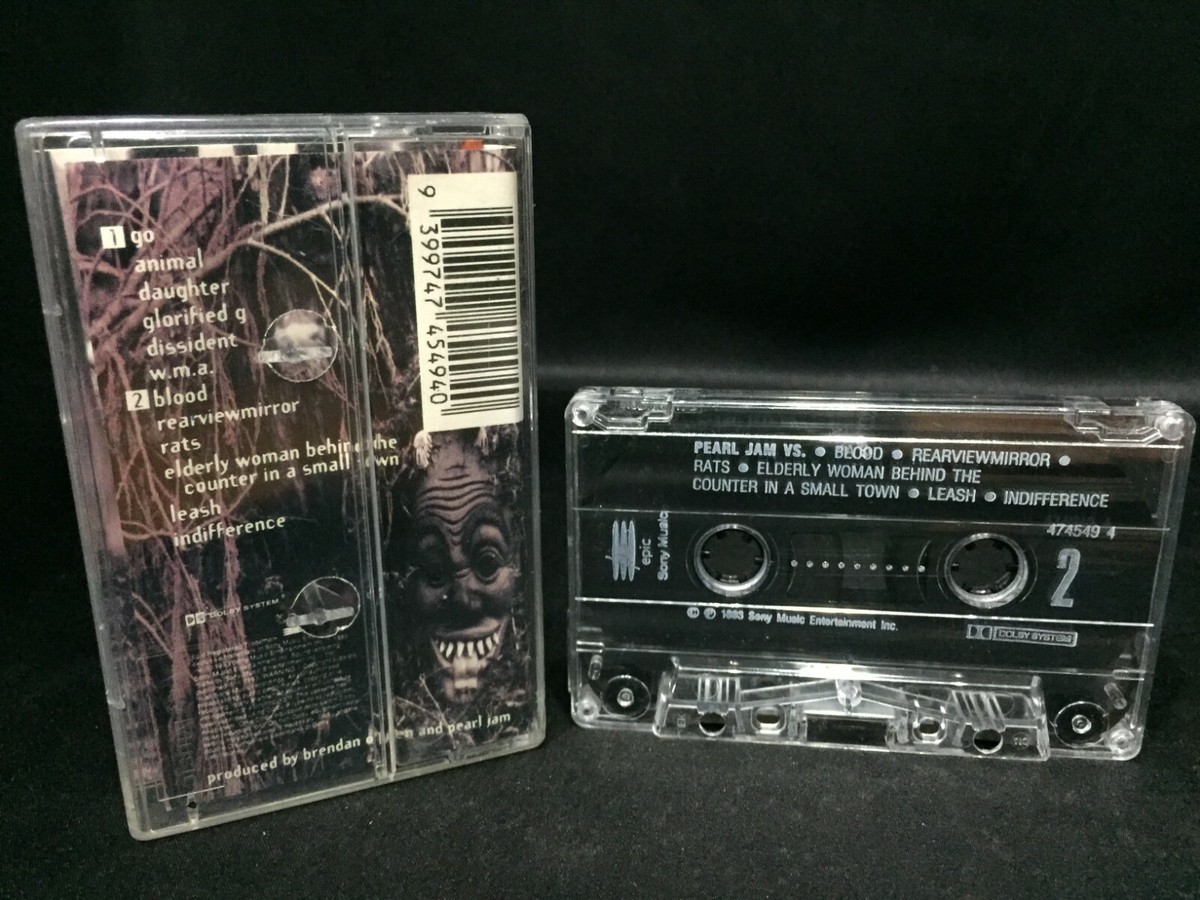 1 go
animal
daughter
glorified g
dissident
w.m.a.
2 blood
rearviewmirror
rats
elderly woman behind the
counter in a small town
leash
indifference
DOLBY SYSTEM
produced by brendan o'brien and pearl jam
9 399747 454940
PEARL JAM VS. ● BLOOD ● REARVIEWMIRROR ●
RATS ● ELDERLY WOMAN BEHIND THE
COUNTER IN A SMALL TOWN ● LEASH ● INDIFFERENCE
474549 4
epic
Sony Music
2
© ℗ 1993 Sony Music Entertainment Inc.
DOLBY SYSTEM